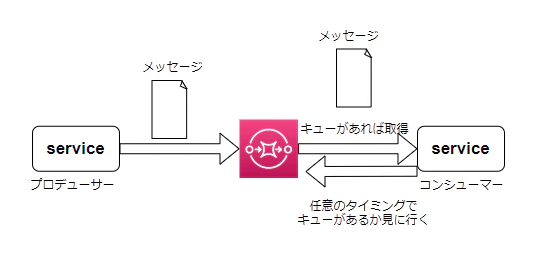 メッセージ
メッセージ
キューがあれば取得
service
service
プロデューサー
コンシューマー
任意のタイミングで
キューがあるか見に行く